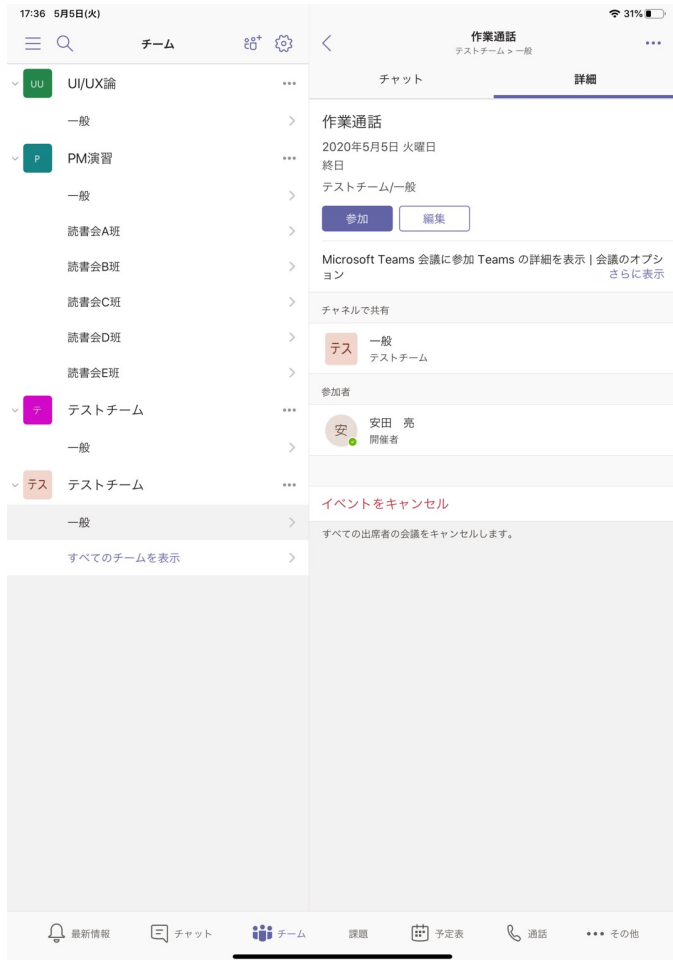 17:36 5月5日(火)
31%
チーム
UU
UI/UX論
一般
P
PM演習
一般
読書会A班
読書会B班
読書会C班
読書会D班
読書会E班
テ
テストチーム
一般
テス
テストチーム
一般
すべてのチームを表示
作業通話
テストチーム > 一般
チャット
詳細
作業通話
2020年5月5日 火曜日
終日
テストチーム/一般
参加
編集
Microsoft Teams 会議に参加 Teams の詳細を表示 | 会議のオプシ
ョン
さらに表示
チャネルで共有
テス
一般
テストチーム
参加者
安
安田 亮
開催者
イベントをキャンセル
すべての出席者の会議をキャンセルします。
最新情報
チャット
チーム
課題
予定表
通話
その他